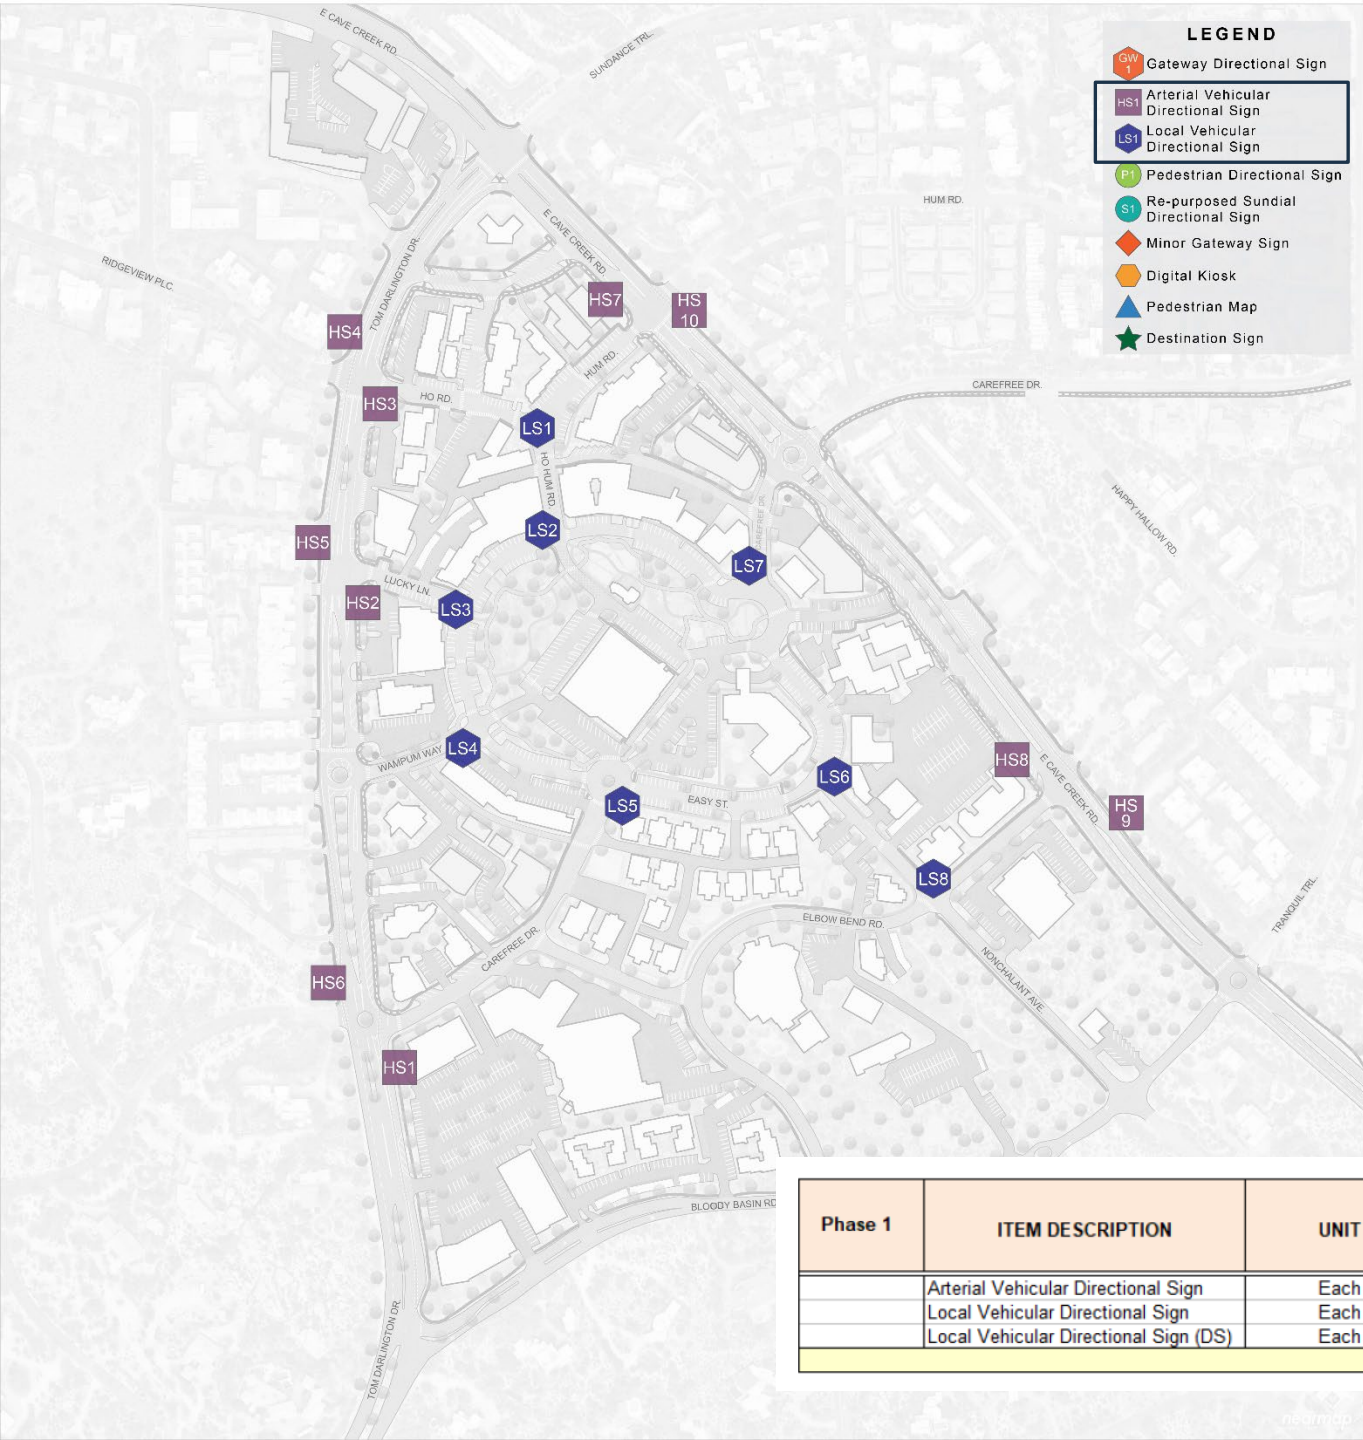 E CAVE CREEK RD.
SUNDANCE TRL.
LEGEND
GW
1
Gateway Directional Sign
HS1
Arterial Vehicular
Directional Sign
LS1
Local Vehicular
Directional Sign
P1
Pedestrian Directional Sign
S1
Re-purposed Sundial
Directional Sign
Minor Gateway Sign
Digital Kiosk
Pedestrian Map
Destination Sign
HUM RD.
E CAVE CREEK RD.
RIDGEVIEW PLC.
TOM DARLINGTON DR.
HS4
HS7
HS
10
HUM RD.
CAREFREE DR.
HS3
HO RD.
LS1
HO HUM RD.
LS2
CAREFREE DR.
HAPPY HALLOW RD.
HS5
LS7
LUCKY LN.
HS2
LS3
WAMPUM WAY
LS4
LS5
EASY ST.
LS6
HS8
E CAVE CREEK RD.
HS
9
LS8
ELBOW BEND RD.
TRANQUIL TRL.
CAREFREE DR.
NONCHALANT AVE.
HS6
HS1
BLOODY BASIN RD
TOM DARLINGTON DR.
Phase 1 ITEM DESCRIPTION UNIT
Arterial Vehicular Directional Sign Each
Local Vehicular Directional Sign Each
Local Vehicular Directional Sign (DS) Each
nearmap